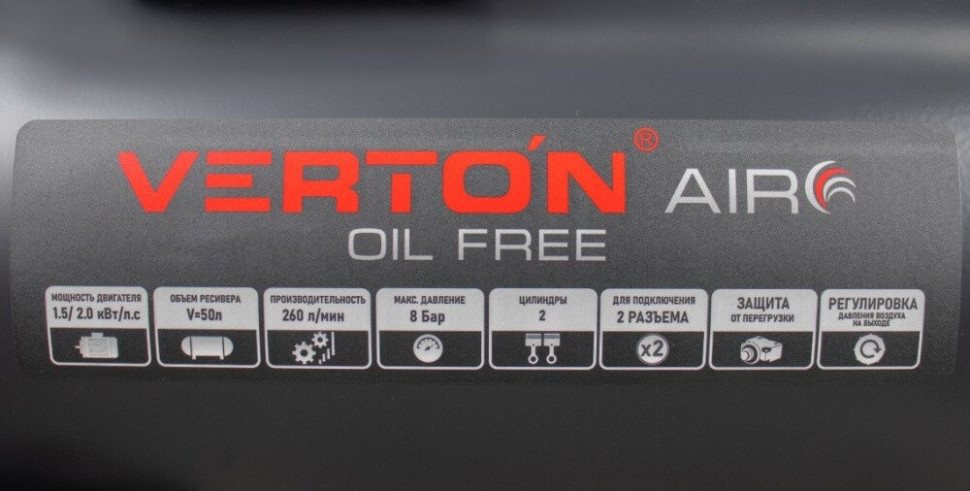 VERTÓN® AIR
OIL FREE
МОЩНОСТЬ ДВИГАТЕЛЯ
1.5/ 2.0 кВт/л.с
ОБЪЕМ РЕСИВЕРА
V=50л
ПРОИЗВОДИТЕЛЬНОСТЬ
260 л/мин
МАКС. ДАВЛЕНИЕ
8 Бар
ЦИЛИНДРЫ
2
ДЛЯ ПОДКЛЮЧЕНИЯ
2 РАЗЪЕМА
x2
ЗАЩИТА
ОТ ПЕРЕГРУЗКИ
РЕГУЛИРОВКА
ДАВЛЕНИЯ ВОЗДУХА
НА ВЫХОДЕ